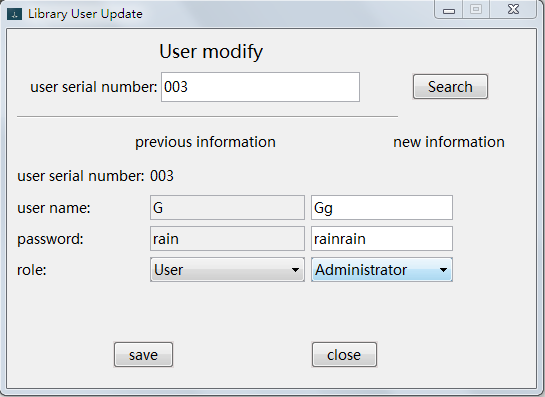 Library User Update
User modify
user serial number: 003
Search
previous information new information
user serial number: 003
user name: G Gg
password: rain rainrain
role: User Administrator
save close